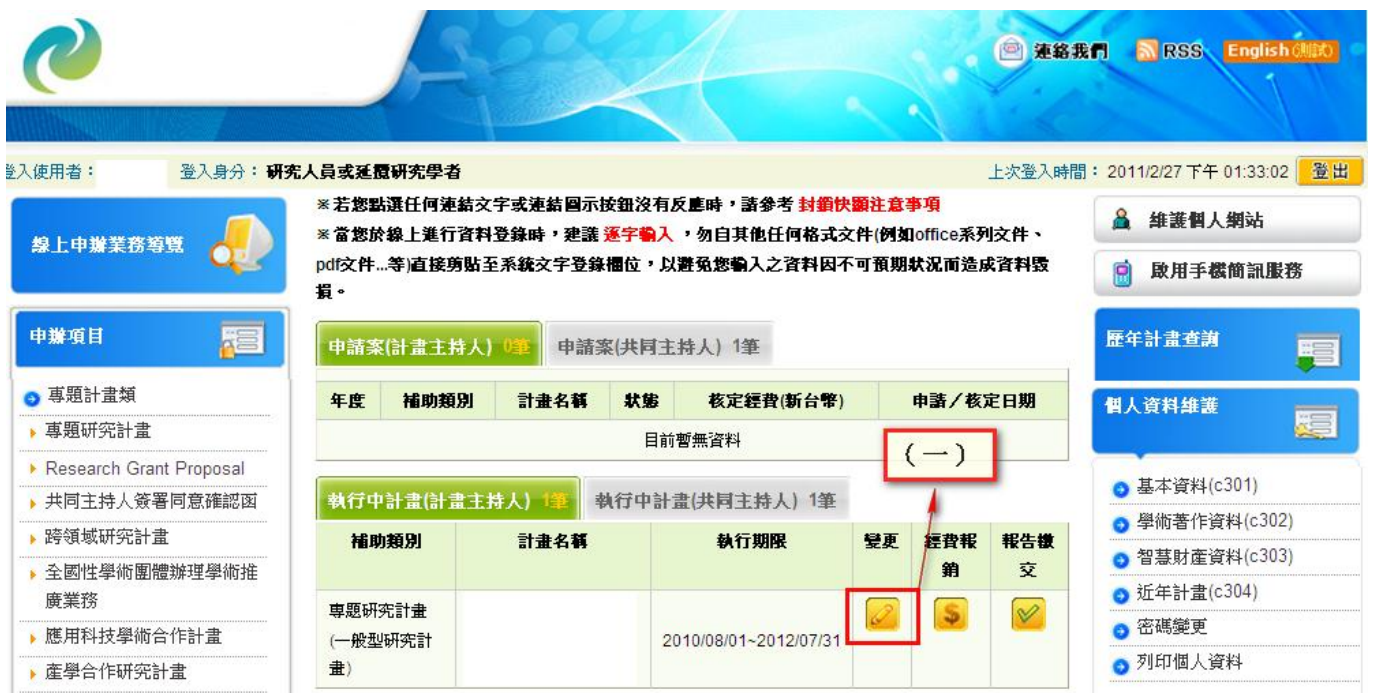 連絡我們 RSS English(測試)
登入使用者： 登入身分：研究人員或延攬研究學者 上次登入時間：2011/2/27 下午 01:33:02 登出
線上申辦業務導覽
申辦項目
專題計畫類
專題研究計畫
Research Grant Proposal
共同主持人簽署同意確認函
跨領域研究計畫
全國性學術團體辦理學術推
廣業務
應用科技學術合作計畫
產學合作研究計畫
※若您點選任何連結文字或連結圖示按鈕沒有反應時，請參考 封鎖快顯注意事項
※當您於線上進行資料登錄時，建議 逐字輸入 ，勿自其他任何格式文件(例如office系列文件、
pdf文件...等)直接剪貼至系統文字登錄欄位，以避免您輸入之資料因不可預期狀況而造成資料毀
損。
申請案(計畫主持人) 0筆 申請案(共同主持人) 1筆
年度 補助類別 計畫名稱 狀態 核定經費(新台幣) 申請／核定日期
目前暫無資料
(一)
執行中計畫(計畫主持人) 1筆 執行中計畫(共同主持人) 1筆
補助類別 計畫名稱 執行期限 變更 經費報
銷 報告繳
交
專題研究計畫
(一般型研究計
畫) 2010/08/01~2012/07/31
維護個人網站
啟用手機簡訊服務
歷年計畫查詢
個人資料維護
基本資料(c301)
學術著作資料(c302)
智慧財產資料(c303)
近年計畫(c304)
密碼變更
列印個人資料